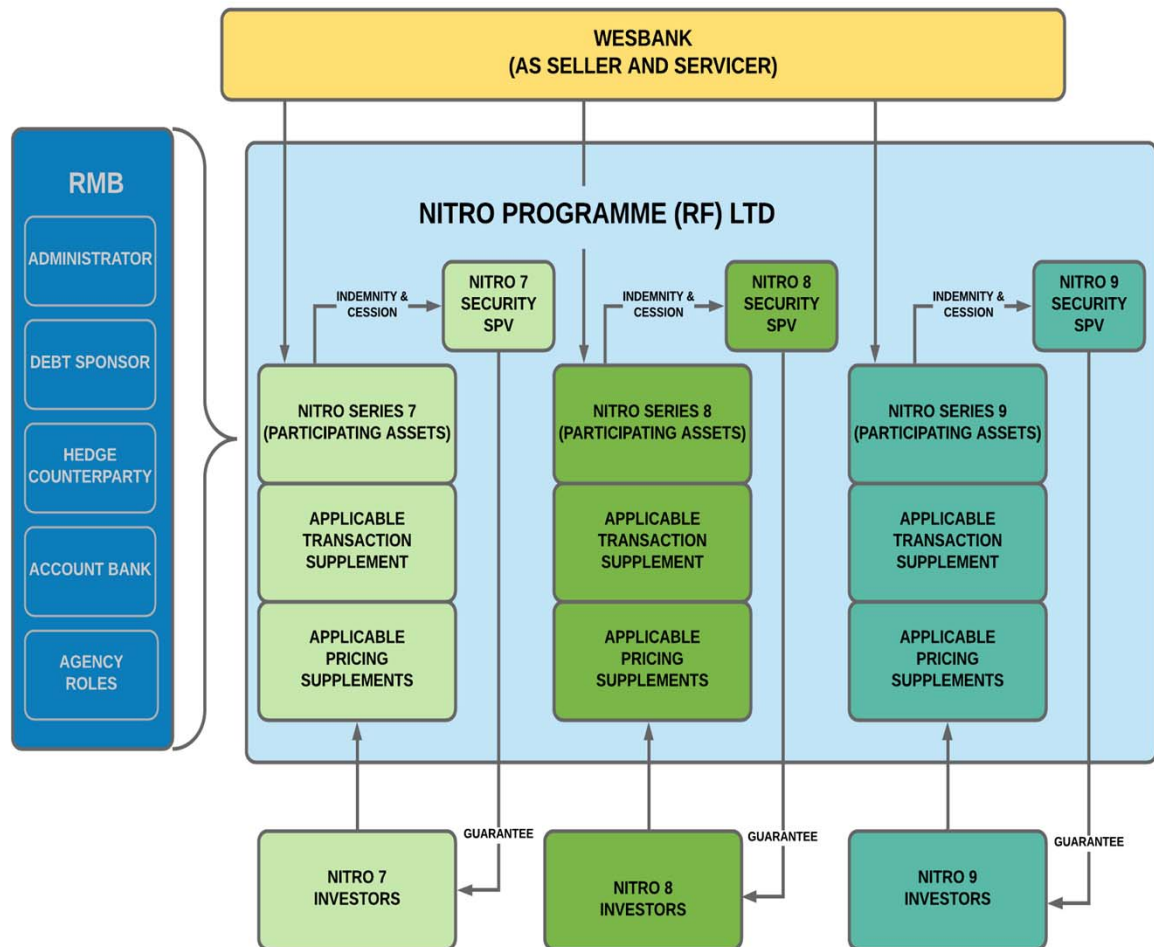 WESBANK
(AS SELLER AND SERVICER)
RMB
ADMINISTRATOR
DEBT SPONSOR
HEDGE
COUNTERPARTY
ACCOUNT BANK
AGENCY
ROLES
NITRO PROGRAMME (RF) LTD
INDEMNITY &
CESSION
NITRO 7
SECURITY
SPV
NITRO SERIES 7
(PARTICIPATING ASSETS)
APPLICABLE
TRANSACTION
SUPPLEMENT
APPLICABLE
PRICING
SUPPLEMENTS
GUARANTEE
NITRO 7
INVESTORS
INDEMNITY &
CESSION
NITRO 8
SECURITY
SPV
NITRO SERIES 8
(PARTICIPATING ASSETS)
APPLICABLE
TRANSACTION
SUPPLEMENT
APPLICABLE
PRICING
SUPPLEMENTS
GUARANTEE
NITRO 8
INVESTORS
INDEMNITY &
CESSION
NITRO 9
SECURITY
SPV
NITRO SERIES 9
(PARTICIPATING ASSETS)
APPLICABLE
TRANSACTION
SUPPLEMENT
APPLICABLE
PRICING
SUPPLEMENTS
GUARANTEE
NITRO 9
INVESTORS